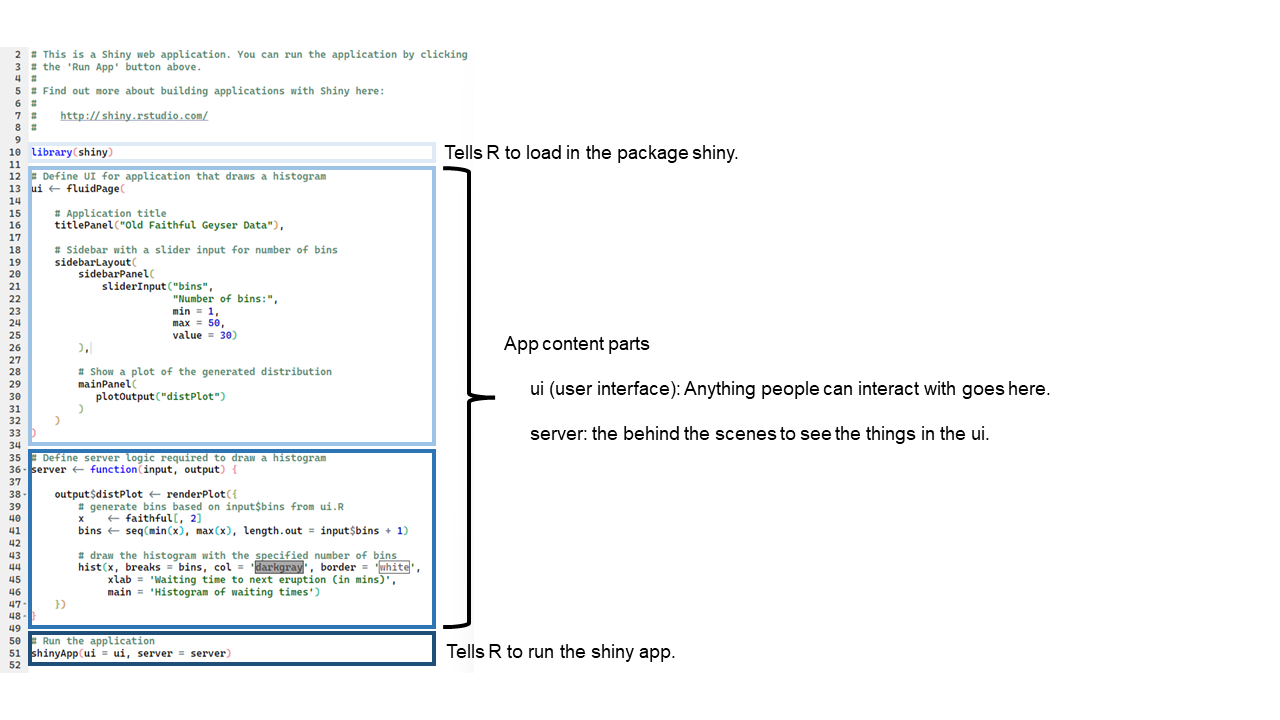 2 # This is a Shiny web application. You can run the application by clicking
3 # the 'Run App' button above.
4 #
5 # Find out more about building applications with Shiny here:
6 #
7 #    http://shiny.rstudio.com/
8 #
9
10 library(shiny)
Tells R to load in the package shiny.
11
12 # Define UI for application that draws a histogram
13 ui <- fluidPage(
14
15     # Application title
16     titlePanel("Old Faithful Geyser Data"),
17
18     # Sidebar with a slider input for number of bins
19     sidebarLayout(
20         sidebarPanel(
21             sliderInput("bins",
22                         "Number of bins:",
23                         min = 1,
24                         max = 50,
25                         value = 30)
26         ),
27
28         # Show a plot of the generated distribution
29         mainPanel(
30            plotOutput("distPlot")
31         )
32     )
33 )
34
35 # Define server logic required to draw a histogram
36 server <- function(input, output) {
37
38     output$distPlot <- renderPlot({
39         # generate bins based on input$bins from ui.R
40         x    <- faithful[, 2]
41         bins <- seq(min(x), max(x), length.out = input$bins + 1)
42
43         # draw the histogram with the specified number of bins
44         hist(x, breaks = bins, col = 'darkgray', border = 'white',
45              xlab = 'Waiting time to next eruption (in mins)',
46              main = 'Histogram of waiting times')
47     })
48 }
49
App content parts
ui (user interface): Anything people can interact with goes here.
server: the behind the scenes to see the things in the ui.
50 # Run the application
51 shinyApp(ui = ui, server = server)
52
Tells R to run the shiny app.